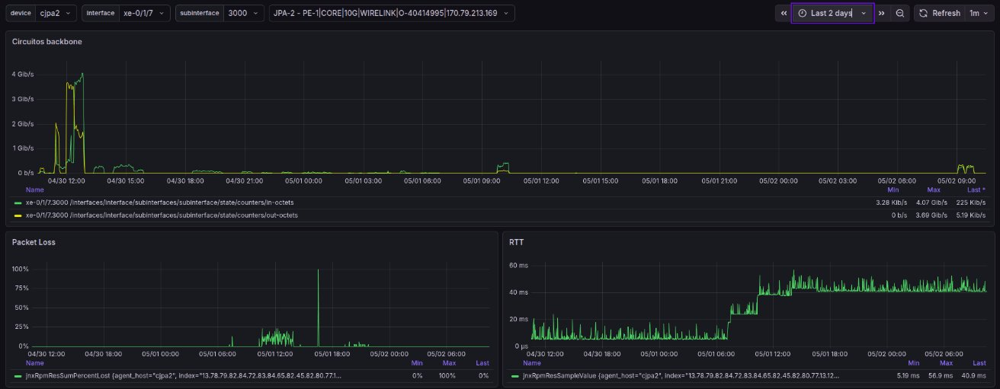 device cjpa2 interface xe-0/1/7 subinterface 3000 JPA-2 - PE-1|CORE|10G|WIRELINK|O-40414995|170.79.213.169 Last 2 days Refresh 1m
Circuitos backbone
4 Gib/s
3 Gib/s
2 Gib/s
1 Gib/s
0 b/s
04/30 12:00 04/30 15:00 04/30 18:00 04/30 21:00 05/01 00:00 05/01 03:00 05/01 06:00 05/01 09:00 05/01 12:00 05/01 15:00 05/01 18:00 05/01 21:00 05/02 00:00 05/02 03:00 05/02 06:00 05/02 09:00
Name Min Max Last *
xe-0/1/7.3000 /interfaces/interface/subinterfaces/subinterface/state/counters/in-octets 3.28 Kib/s 4.07 Gib/s 225 Kib/s
xe-0/1/7.3000 /interfaces/interface/subinterfaces/subinterface/state/counters/out-octets 0 b/s 3.69 Gib/s 5.19 Kib/s
Packet Loss
100%
75%
50%
25%
0%
04/30 12:00 04/30 18:00 05/01 00:00 05/01 06:00 05/01 12:00 05/01 18:00 05/02 00:00 05/02 06:00
Name Min Max Last
jnxRpmResSumPercentLost {agent_host="cjpa2", index="13.78.79.82.84.72.83.84.65.82.45.82.80.77.1... 0% 100% 0%
RTT
60 ms
40 ms
20 ms
0 µs
04/30 12:00 04/30 18:00 05/01 00:00 05/01 06:00 05/01 12:00 05/01 18:00 05/02 00:00 05/02 06:00
Name Min Max Last
jnxRpmResSampleValue {agent_host="cjpa2", index="13.78.79.82.84.72.83.84.65.82.45.82.80.77.13.12... 5.19 ms 56.9 ms 40.9 ms